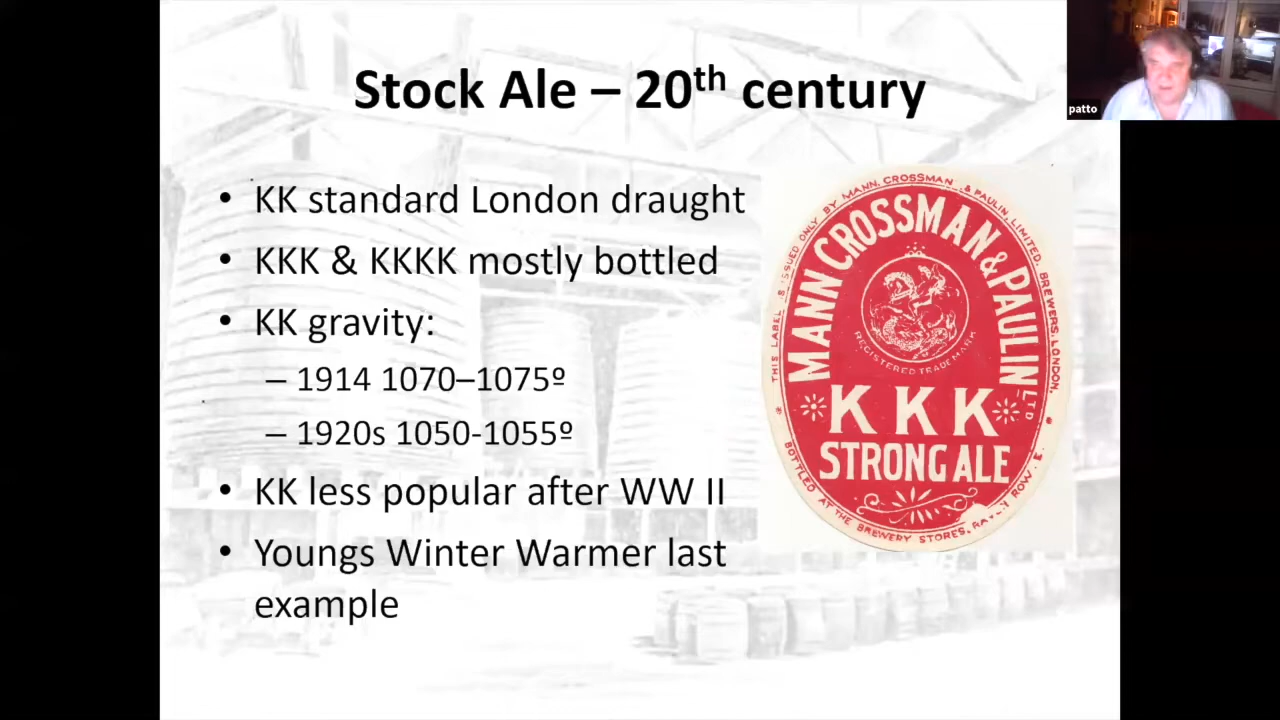 Stock Ale – 20th century
patto
• KK standard London draught
• KKK & KKKK mostly bottled
• KK gravity:
– 1914 1070–1075º
– 1920s 1050-1055º
• KK less popular after WW II
• Youngs Winter Warmer last
example
THIS LABEL IS ISSUED ONLY BY MANN, CROSSMAN & PAULIN, LIMITED, BREWERS, LONDON.
MANN CROSSMAN & PAULIN LTD
REGISTERED TRADE MARK
KKK
STRONG ALE
BOTTLED AT THE BREWERY STORES, ROW. 3.